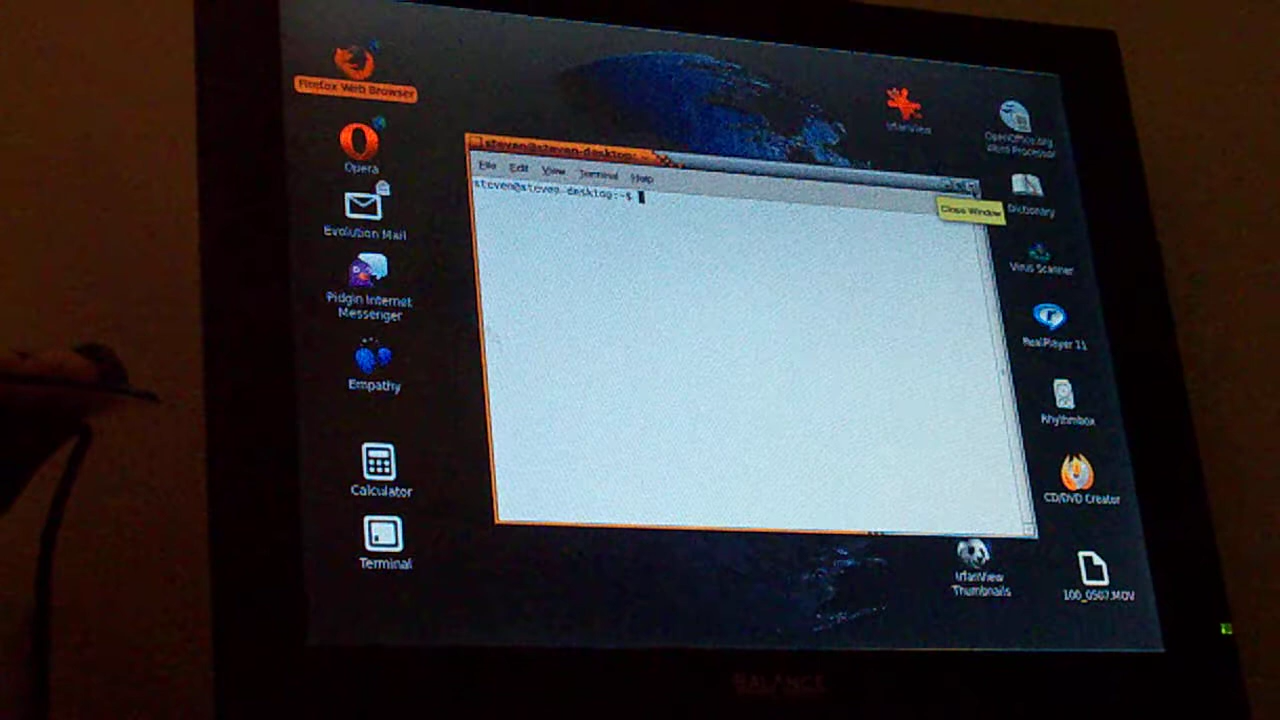 Firefox Web Browser
Opera
Evolution Mail
Pidgin Internet
Messenger
Empathy
Calculator
Terminal
steven@steven-desktop: ~
File Edit View Terminal Help
steven@steven-desktop:~$
Close Window
IrfanView
OpenOffice.org
Word Processor
Dictionary
Virus Scanner
RealPlayer 11
Rhythmbox
CD/DVD Creator
IrfanView
Thumbnails
100_0507.MOV
BALANCE